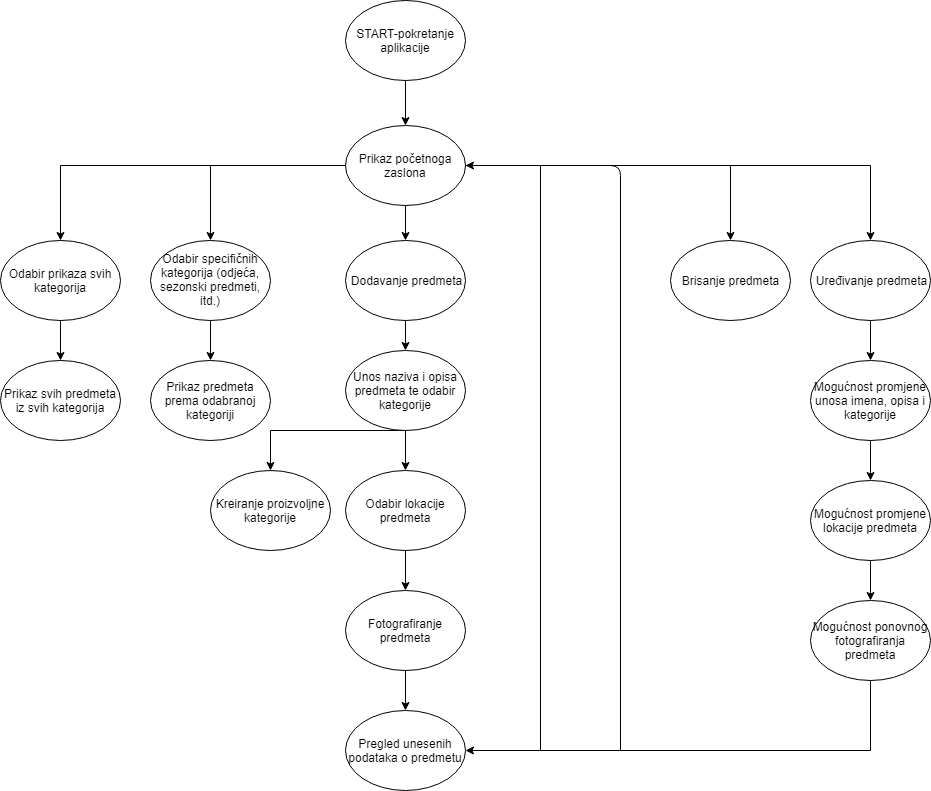 START-pokretanje
aplikacije
Prikaz početnoga
zaslona
Odabir prikaza svih
kategorija
Odabir specifičnih
kategorija (odjeća,
sezonski predmeti,
itd.)
Dodavanje predmeta
Brisanje predmeta
Uređivanje predmeta
Prikaz svih predmeta
iz svih kategorija
Prikaz predmeta
prema odabranoj
kategoriji
Unos naziva i opisa
predmeta te odabir
kategorije
Mogućnost promjene
unosa imena, opisa i
kategorije
Kreiranje proizvoljne
kategorije
Odabir lokacije
predmeta
Mogućnost promjene
lokacije predmeta
Fotografiranje
predmeta
Mogućnost ponovnog
fotografiranja
predmeta
Pregled unesenih
podataka o predmetu